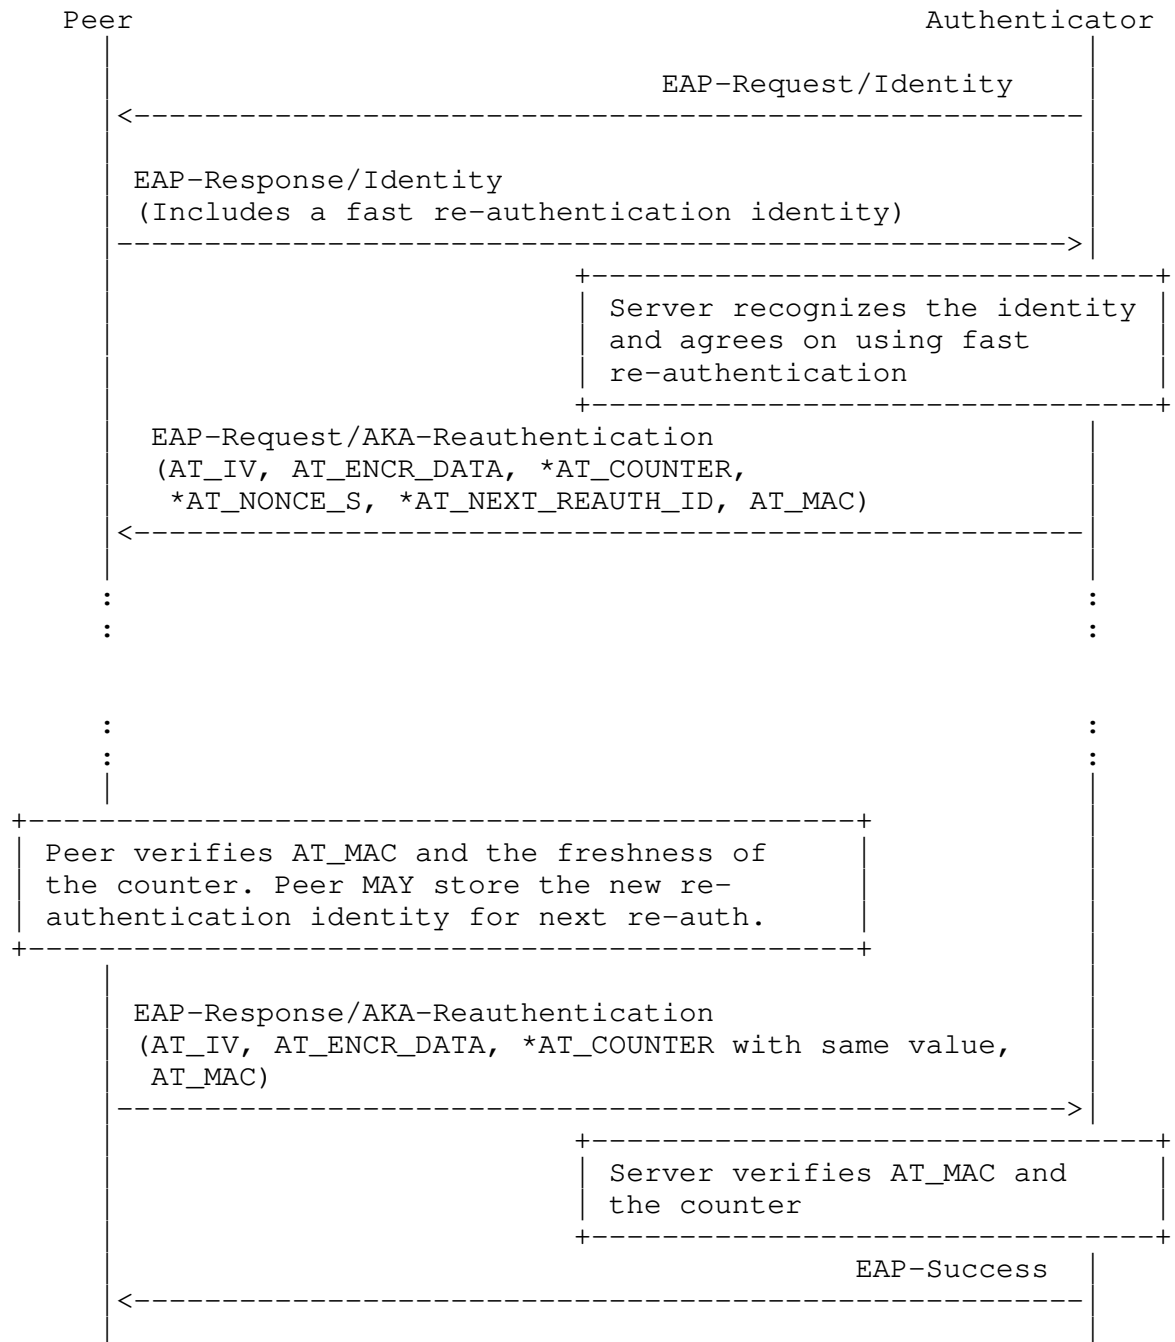 Peer Authenticator
EAP-Request/Identity
EAP-Response/Identity
(Includes a fast re-authentication identity)
Server recognizes the identity
and agrees on using fast
re-authentication
EAP-Request/AKA-Reauthentication
(AT_IV, AT_ENCR_DATA, *AT_COUNTER,
*AT_NONCE_S, *AT_NEXT_REAUTH_ID, AT_MAC)
Peer verifies AT_MAC and the freshness of
the counter. Peer MAY store the new re-
authentication identity for next re-auth.
EAP-Response/AKA-Reauthentication
(AT_IV, AT_ENCR_DATA, *AT_COUNTER with same value,
AT_MAC)
Server verifies AT_MAC and
the counter
EAP-Success